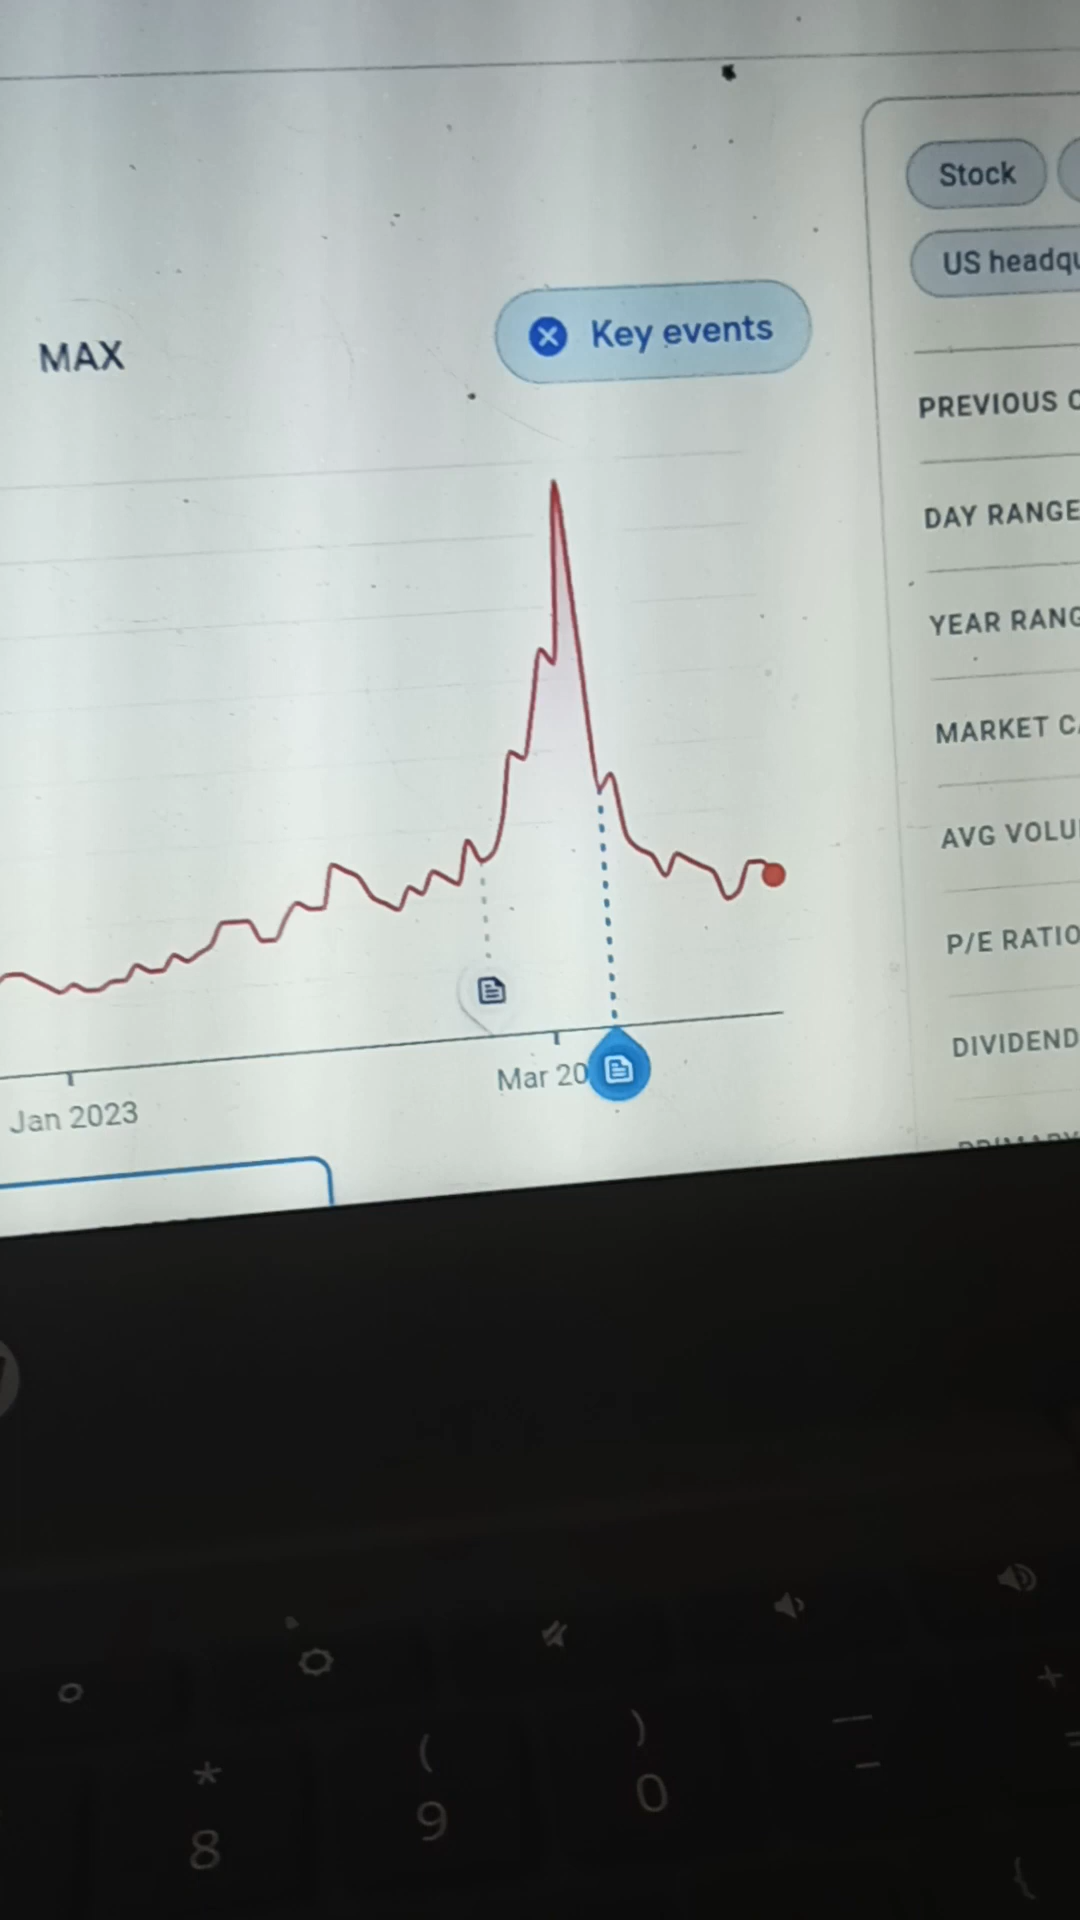 Stock
US headqu
MAX
Key events
PREVIOUS C
DAY RANGE
YEAR RANG
MARKET CA
AVG VOLU
P/E RATIO
DIVIDEND
Mar 20
Jan 2023
*
8
(
9
)
0
—
-
+
=
{